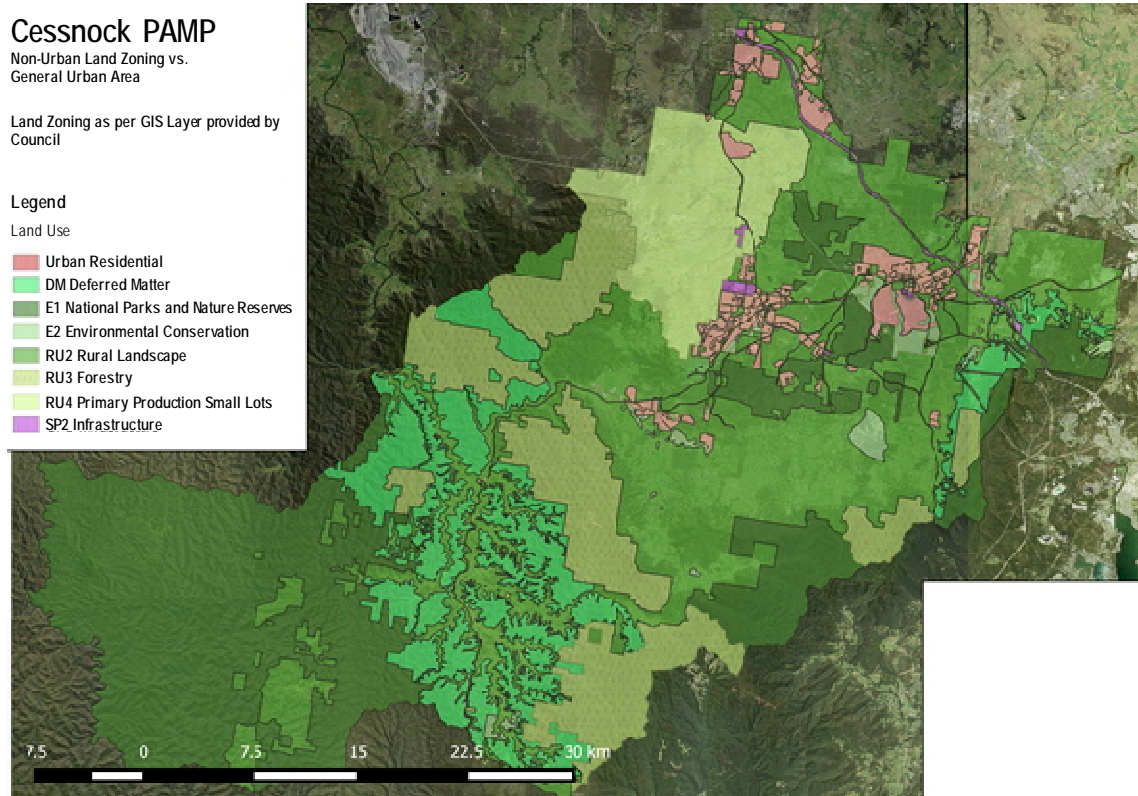 Cessnock PAMP
Non-Urban Land Zoning vs.
General Urban Area
Land Zoning as per GIS Layer provided by
Council
Legend
Land Use
Urban Residential
DM Deferred Matter
E1 National Parks and Nature Reserves
E2 Environmental Conservation
RU2 Rural Landscape
RU3 Forestry
RU4 Primary Production Small Lots
SP2 Infrastructure
7.5 0 7.5 15 22.5 30 km